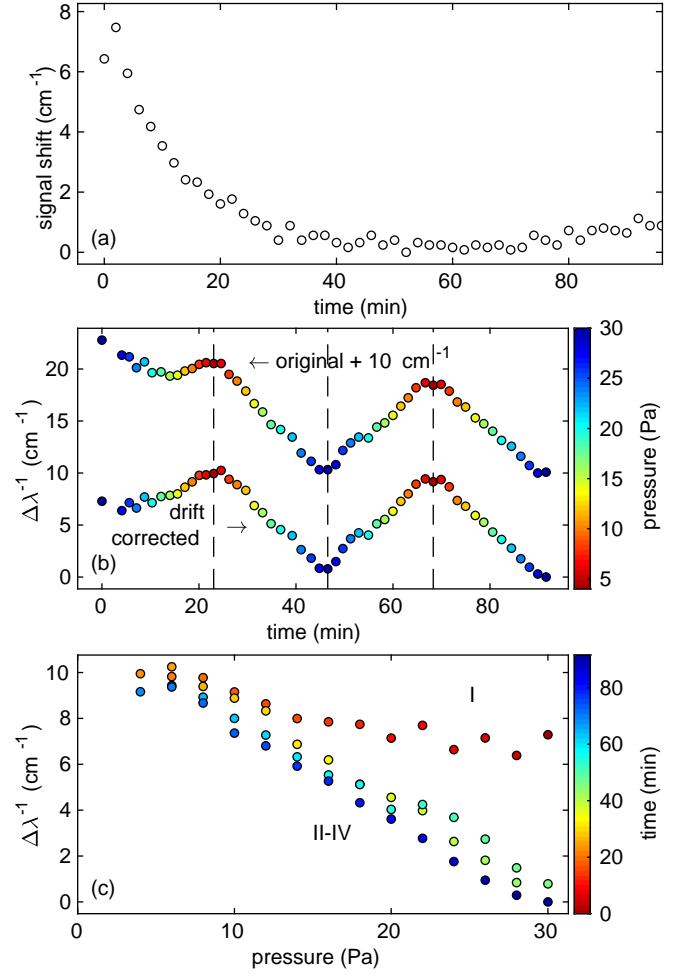 8
6
4
2
0
signal shift (cm⁻¹)
(a)
0 20 40 60 80
time (min)
20
15
10
5
0
Δλ⁻¹ (cm⁻¹)
← original + 10 cm⁻¹
drift
corrected →
(b)
0 20 40 60 80
time (min)
30
25
20
15
10
5
pressure (Pa)
10
8
6
4
2
0
Δλ⁻¹ (cm⁻¹)
I
II-IV
(c)
0 10 20 30
pressure (Pa)
80
60
40
20
0
time (min)